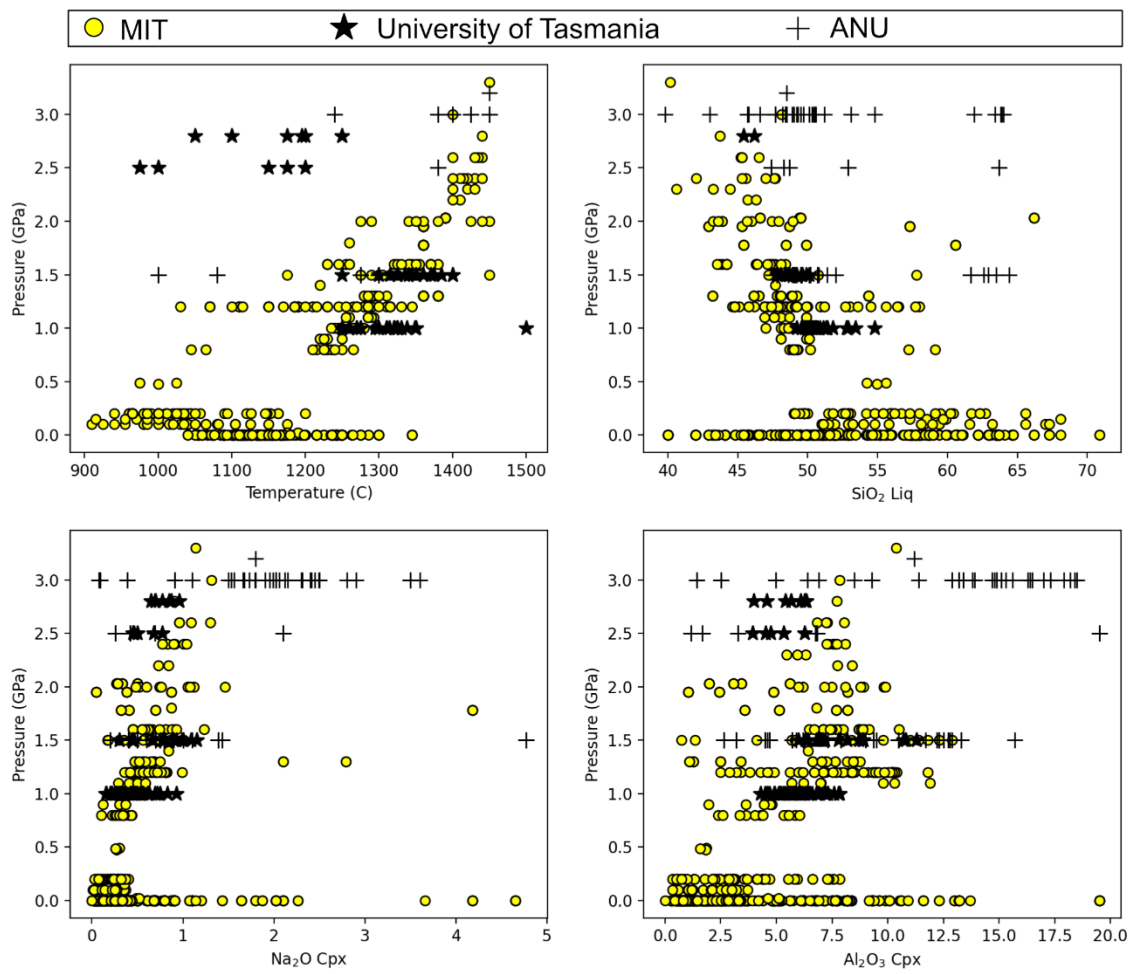 MIT University of Tasmania ANU
3.0
2.5
2.0
1.5
1.0
0.5
0.0
Pressure (GPa)
900 1000 1100 1200 1300 1400 1500
Temperature (C)
3.0
2.5
2.0
1.5
1.0
0.5
0.0
Pressure (GPa)
40 45 50 55 60 65 70
SiO₂ Liq
3.0
2.5
2.0
1.5
1.0
0.5
0.0
Pressure (GPa)
0 1 2 3 4 5
Na₂O Cpx
3.0
2.5
2.0
1.5
1.0
0.5
0.0
Pressure (GPa)
0.0 2.5 5.0 7.5 10.0 12.5 15.0 17.5 20.0
Al₂O₃ Cpx